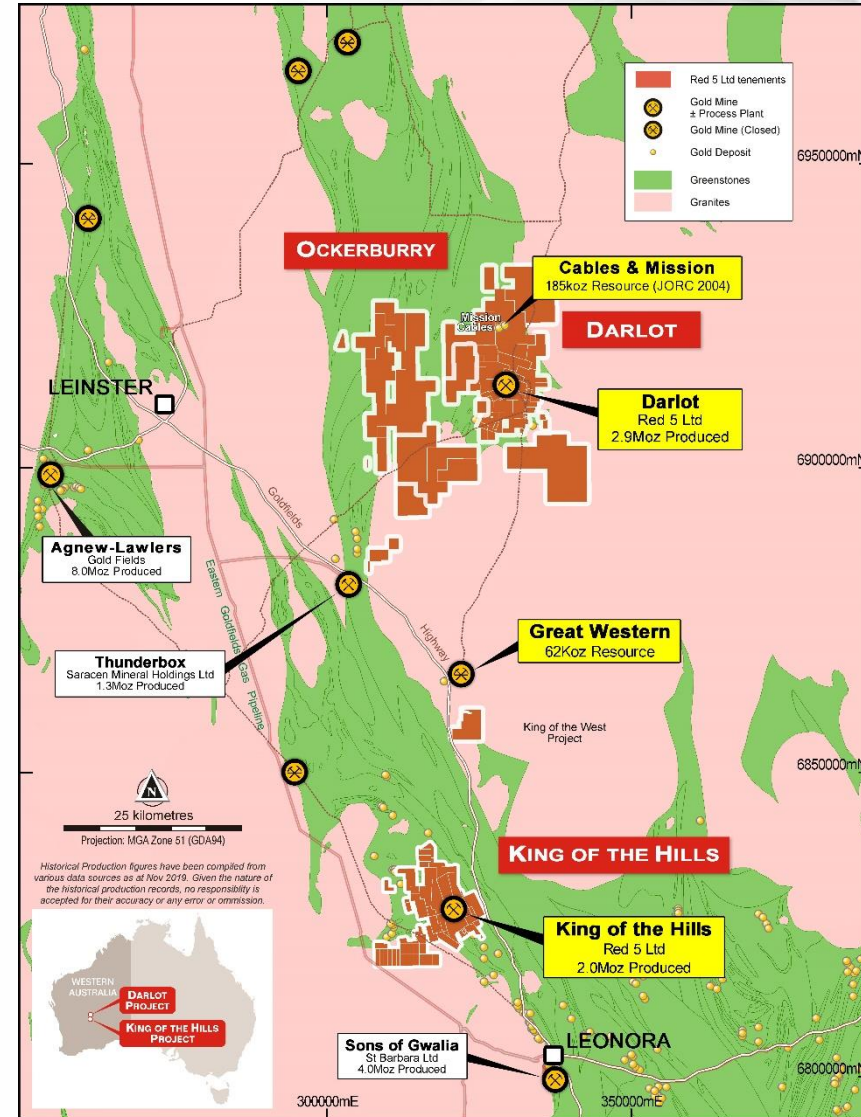 Red 5 Ltd tenements
Gold Mine
± Process Plant
Gold Mine (Closed)
Gold Deposit
Greenstones
Granites
6950000mN
OCKERBURRY
Cables & Mission
185koz Resource (JORC 2004)
Mission
Cables
DARLOT
LEINSTER
Darlot
Red 5 Ltd
2.9Moz Produced
6900000mN
Goldfields
Highway
Agnew-Lawlers
Gold Fields
8.0Moz Produced
Eastern Goldfields Gas Pipeline
Thunderbox
Saracen Mineral Holdings Ltd
1.3Moz Produced
Great Western
62Koz Resource
King of the West
Project
6850000mN
N
25 kilometres
Projection: MGA Zone 51 (GDA94)
Historical Production figures have been compiled from
various data sources as at Nov 2019. Given the nature of
the historical production records, no responsiblity is
accepted for their accuracy or any error or ommission.
KING OF THE HILLS
King of the Hills
Red 5 Ltd
2.0Moz Produced
WESTERN
AUSTRALIA
DARLOT
PROJECT
KING OF THE HILLS
PROJECT
Sons of Gwalia
St Barbara Ltd
4.0Moz Produced
LEONORA
6800000mN
300000mE
350000mE